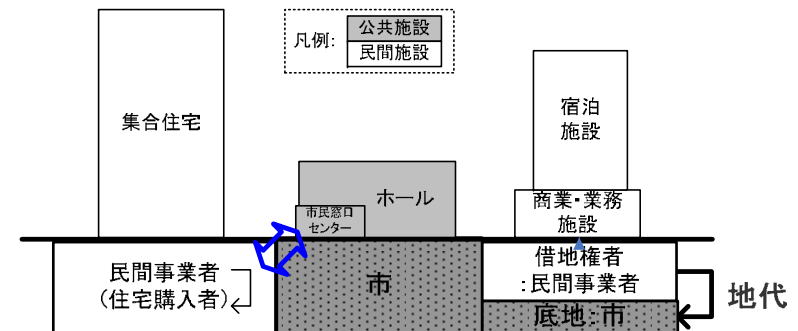 凡例:
公共施設
民間施設
集合住宅
宿泊
施設
ホール
市民窓口
センター
商業・業務
施設
民間事業者
(住宅購入者)
市
借地権者
:民間事業者
底地:市
地代